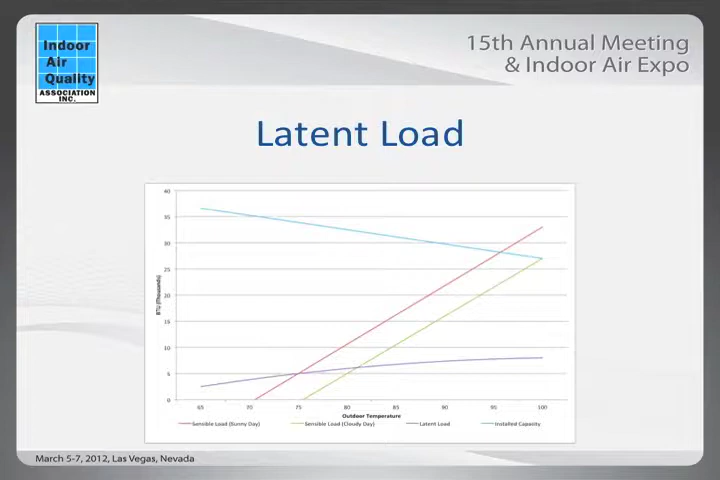 Indoor
Air
Quality
ASSOCIATION
INC.
15th Annual Meeting
& Indoor Air Expo
Latent Load
40
35
30
25
20
15
10
5
0
BTU (Thousands)
65 70 75 80 85 90 95 100
Outdoor Temperature
Sensible Load (Sunny Day) Sensible Load (Cloudy Day) Latent Load Installed Capacity
March 5-7, 2012, Las Vegas, Nevada